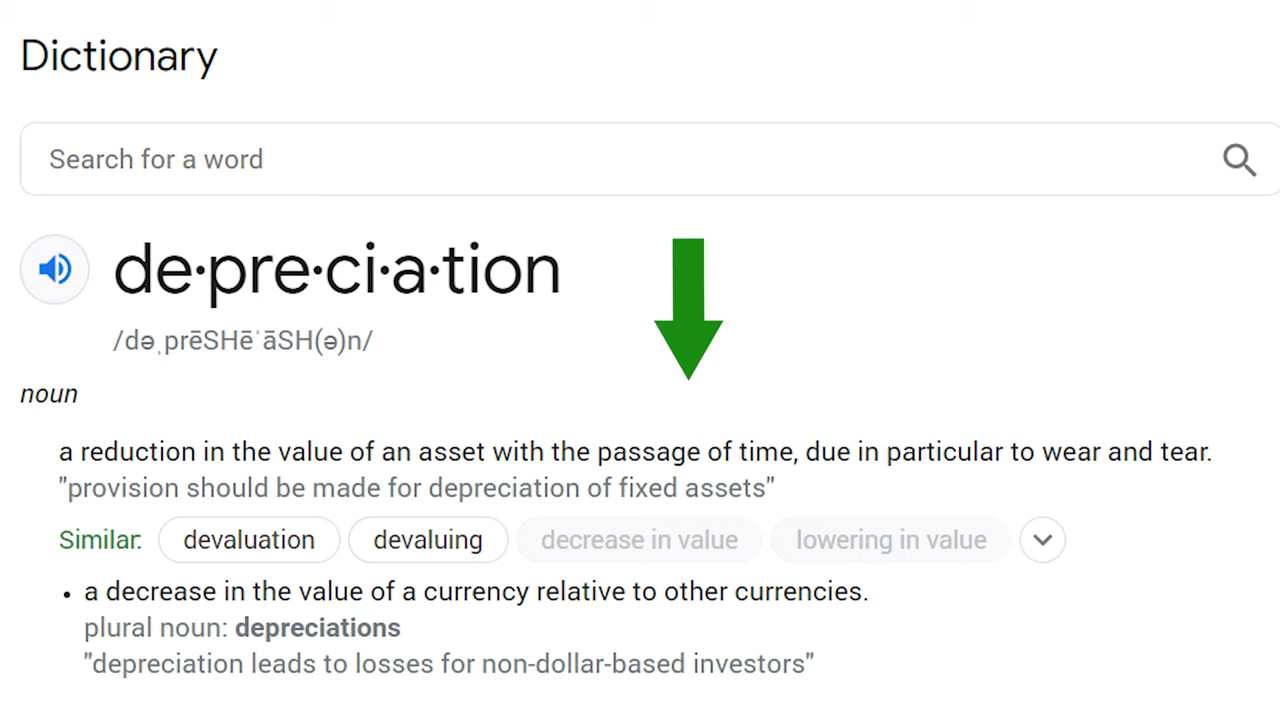 Dictionary
Search for a word
de·pre·ci·a·tion
/dəˌprēSHēˈāSH(ə)n/
noun
a reduction in the value of an asset with the passage of time, due in particular to wear and tear.
"provision should be made for depreciation of fixed assets"
Similar: devaluation devaluing decrease in value lowering in value
• a decrease in the value of a currency relative to other currencies.
plural noun: depreciations
"depreciation leads to losses for non-dollar-based investors"